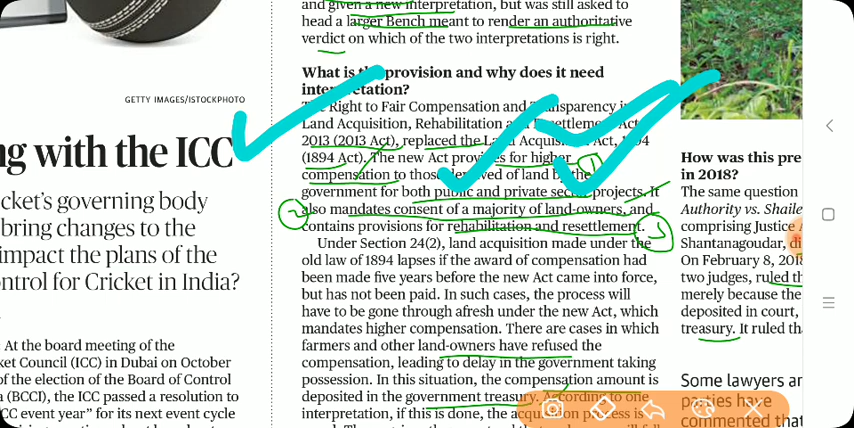 GETTY IMAGES/ISTOCKPHOTO
ng with the ICC
cket's governing body
bring changes to the
impact the plans of the
ntrol for Cricket in India?
At the board meeting of the
ket Council (ICC) in Dubai on October
of the election of the Board of Control
a (BCCI), the ICC passed a resolution to
CC event year" for its next event cycle
and given a new interpretation, but was still asked to
head a larger Bench meant to render an authoritative
verdict on which of the two interpretations is right.
What is the provision and why does it need
interpretation?
The Right to Fair Compensation and Transparency in
Land Acquisition, Rehabilitation and Resettlement Act,
2013 (2013 Act), replaced the Land Acquisition Act, 1894
(1894 Act). The new Act provides for higher
compensation to those deprived of land by the
government for both public and private sector projects. It
also mandates consent of a majority of land-owners, and
contains provisions for rehabilitation and resettlement.
Under Section 24(2), land acquisition made under the
old law of 1894 lapses if the award of compensation had
been made five years before the new Act came into force,
but has not been paid. In such cases, the process will
have to be gone through afresh under the new Act, which
mandates higher compensation. There are cases in which
farmers and other land-owners have refused the
compensation, leading to delay in the government taking
possession. In this situation, the compensation amount is
deposited in the government treasury. According to one
interpretation, if this is done, the acquisition process is
How was this pre
in 2018?
The same question
Authority vs. Shaile
comprising Justice A
Shantanagoudar, di
On February 8, 2018
two judges, ruled th
merely because the
deposited in court,
treasury. It ruled tha
Some lawyers ar
parties have
commented that